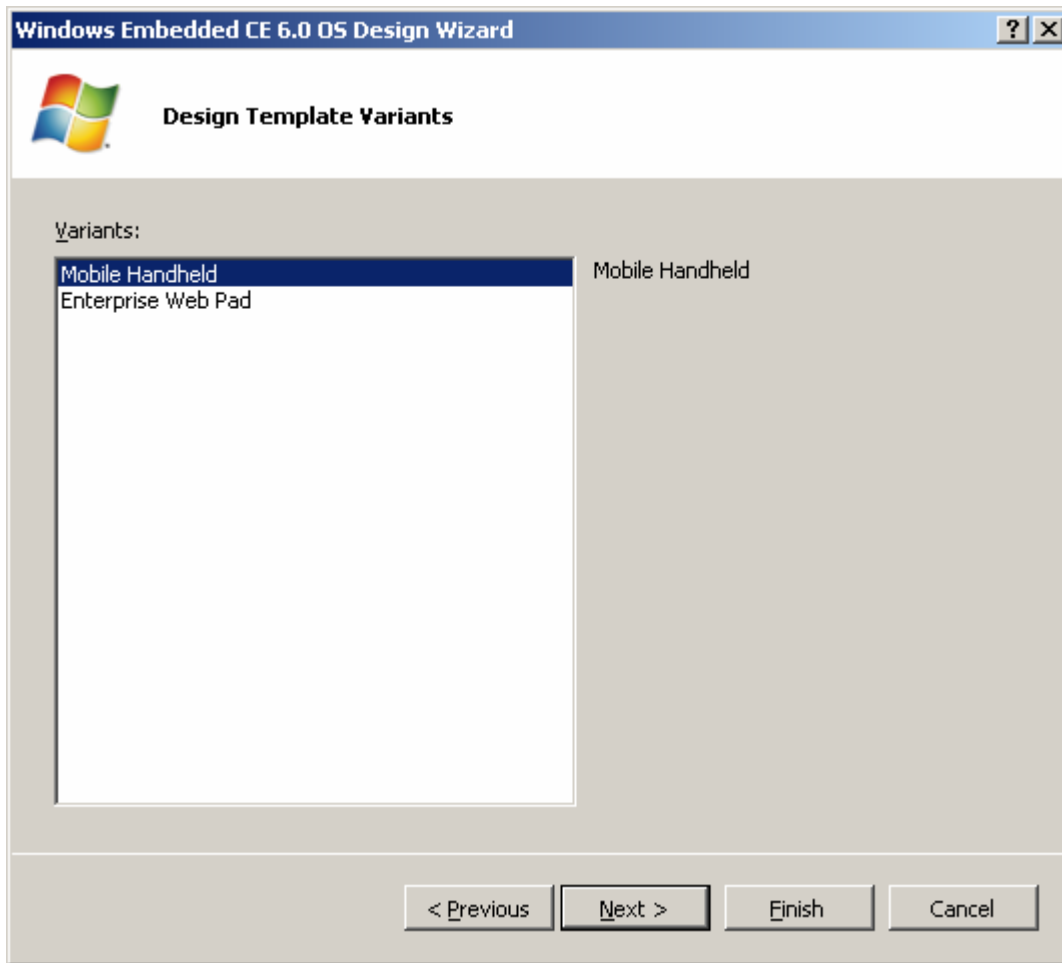 Windows Embedded CE 6.0 OS Design Wizard
Design Template Variants
Variants:
Mobile Handheld
Enterprise Web Pad
Mobile Handheld
< Previous
Next >
Finish
Cancel